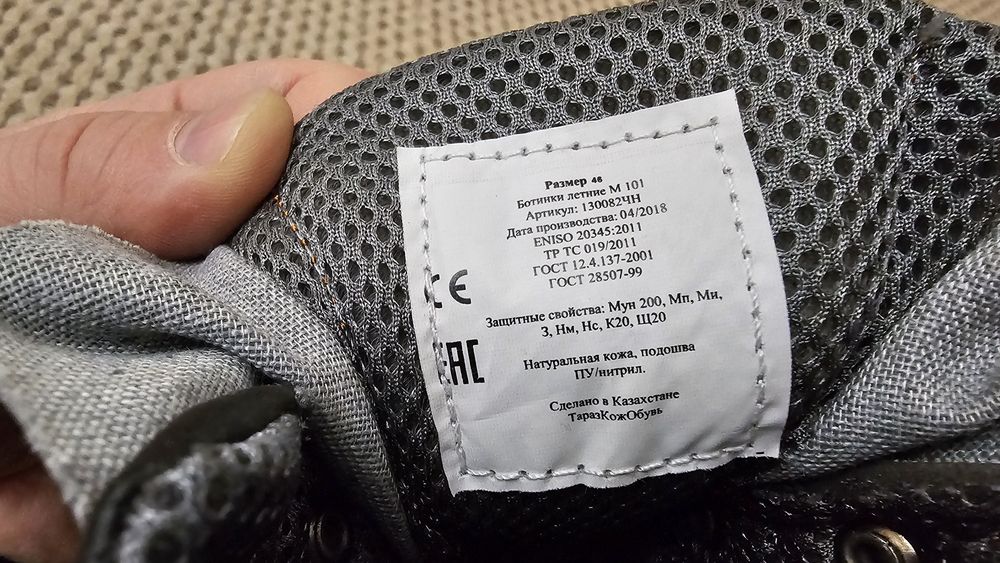 Размер 46
Ботинки летние М 101
Артикул: 130082ЧН
Дата производства: 04/2018
ENISO 20345:2011
ТР ТС 019/2011
ГОСТ 12.4.137-2001
ГОСТ 28507-99
CE
Защитные свойства: Мун 200, Мп, Ми,
З, Нм, Нс, К20, Щ20
EAC
Натуральная кожа, подошва
ПУ/нитрил.
Сделано в Казахстане
ТаразКожОбувь